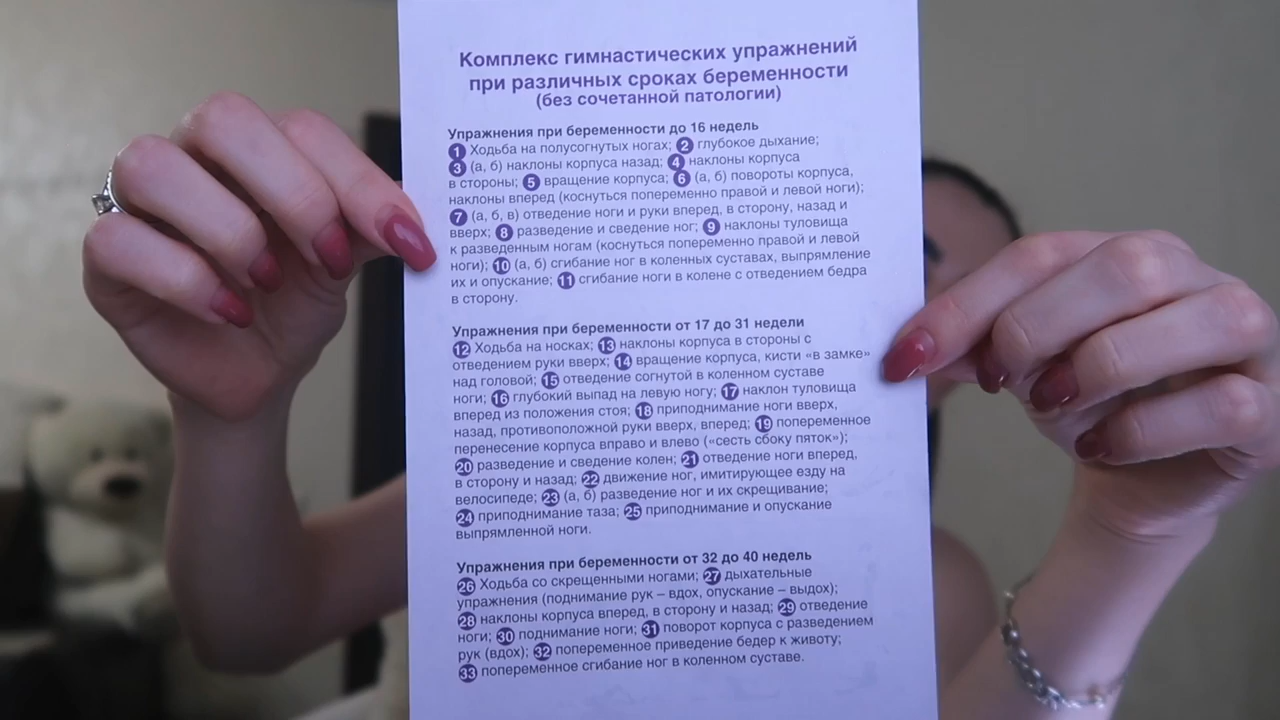 Комплекс гимнастических упражнений
при различных сроках беременности
(без сочетанной патологии)
Упражнения при беременности до 16 недель
1 Ходьба на полусогнутых ногах; 2 глубокое дыхание;
3 (а, б) наклоны корпуса назад; 4 наклоны корпуса
в стороны; 5 вращение корпуса; 6 (а, б) повороты корпуса,
наклоны вперед (коснуться попеременно правой и левой ноги);
7 (а, б, в) отведение ноги и руки вперед, в сторону, назад и
вверх; 8 разведение и сведение ног; 9 наклоны туловища
к разведенным ногам (коснуться попеременно правой и левой
ноги); 10 (а, б) сгибание ног в коленных суставах, выпрямление
их и опускание; 11 сгибание ноги в колене с отведением бедра
в сторону.
Упражнения при беременности от 17 до 31 недели
12 Ходьба на носках; 13 наклоны корпуса в стороны с
отведением руки вверх; 14 вращение корпуса, кисти «в замке»
над головой; 15 отведение согнутой в коленном суставе
ноги; 16 глубокий выпад на левую ногу; 17 наклон туловища
вперед из положения стоя; 18 приподнимание ноги вверх,
назад, противоположной руки вверх, вперед; 19 попеременное
перенесение корпуса вправо и влево («сесть сбоку пяток»);
20 разведение и сведение колен; 21 отведение ноги вперед,
в сторону и назад; 22 движение ног, имитирующее езду на
велосипеде; 23 (а, б) разведение ног и их скрещивание;
24 приподнимание таза; 25 приподнимание и опускание
выпрямленной ноги.
Упражнения при беременности от 32 до 40 недель
26 Ходьба со скрещенными ногами; 27 дыхательные
упражнения (поднимание рук – вдох, опускание – выдох);
28 наклоны корпуса вперед, в сторону и назад; 29 отведение
ноги; 30 поднимание ноги; 31 поворот корпуса с разведением
рук (вдох); 32 попеременное приведение бедер к животу;
33 попеременное сгибание ног в коленном суставе.